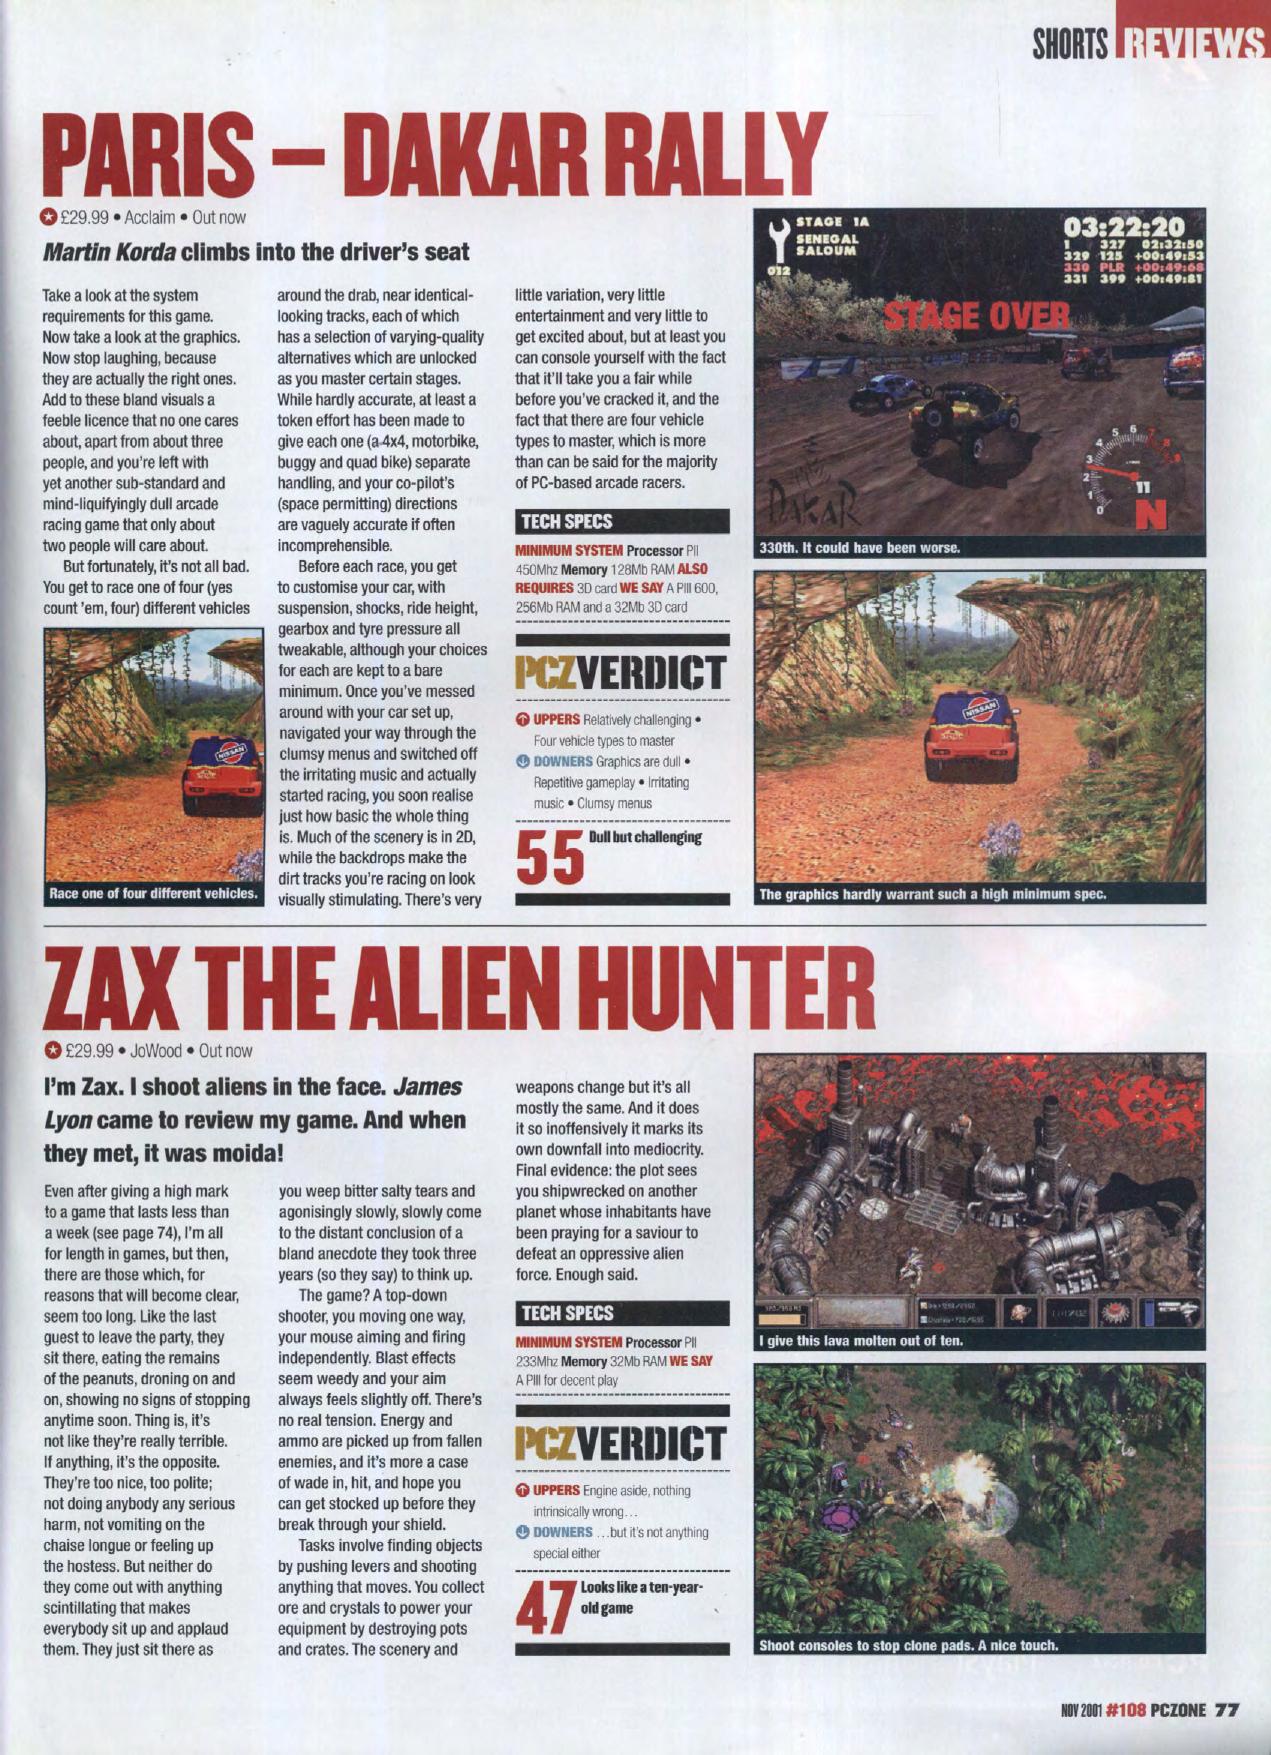 SHORTS REVIEWS
PARIS – DAKAR RALLY
£29.99 • Acclaim • Out now
Martin Korda climbs into the driver's seat
Take a look at the system
requirements for this game.
Now take a look at the graphics.
Now stop laughing, because
they are actually the right ones.
Add to these bland visuals a
feeble licence that no one cares
about, apart from about three
people, and you're left with
yet another sub-standard and
mind-liquifyingly dull arcade
racing game that only about
two people will care about.
But fortunately, it's not all bad.
You get to race one of four (yes
count 'em, four) different vehicles
NISSAN
Race one of four different vehicles.
around the drab, near identical-
looking tracks, each of which
has a selection of varying-quality
alternatives which are unlocked
as you master certain stages.
While hardly accurate, at least a
token effort has been made to
give each one (a 4x4, motorbike,
buggy and quad bike) separate
handling, and your co-pilot's
(space permitting) directions
are vaguely accurate if often
incomprehensible.
Before each race, you get
to customise your car, with
suspension, shocks, ride height,
gearbox and tyre pressure all
tweakable, although your choices
for each are kept to a bare
minimum. Once you've messed
around with your car set up,
navigated your way through the
clumsy menus and switched off
the irritating music and actually
started racing, you soon realise
just how basic the whole thing
is. Much of the scenery is in 2D,
while the backdrops make the
dirt tracks you're racing on look
visually stimulating. There's very
little variation, very little
entertainment and very little to
get excited about, but at least you
can console yourself with the fact
that it'll take you a fair while
before you've cracked it, and the
fact that there are four vehicle
types to master, which is more
than can be said for the majority
of PC-based arcade racers.
TECH SPECS
MINIMUM SYSTEM Processor PII
450Mhz Memory 128Mb RAM ALSO
REQUIRES 3D card WE SAY A PIII 600,
256Mb RAM and a 32Mb 3D card
PCZVERDICT
UPPERS Relatively challenging •
Four vehicle types to master
DOWNERS Graphics are dull •
Repetitive gameplay • Irritating
music • Clumsy menus
55 Dull but challenging
STAGE 1A
SENEGAL
SALOUM
012
03:22:20
1 327 02:32:50
329 125 +00:49:53
330 PLR +00:49:68
331 399 +00:49:81
STAGE OVER
DAKAR
0 1 2 3 4 5 6 7 8 9
11
N
330th. It could have been worse.
NISSAN
The graphics hardly warrant such a high minimum spec.
ZAX THE ALIEN HUNTER
£29.99 • JoWood • Out now
I'm Zax. I shoot aliens in the face. James
Lyon came to review my game. And when
they met, it was moida!
Even after giving a high mark
to a game that lasts less than
a week (see page 74), I'm all
for length in games, but then,
there are those which, for
reasons that will become clear,
seem too long. Like the last
guest to leave the party, they
sit there, eating the remains
of the peanuts, droning on and
on, showing no signs of stopping
anytime soon. Thing is, it's
not like they're really terrible.
If anything, it's the opposite.
They're too nice, too polite;
not doing anybody any serious
harm, not vomiting on the
chaise longue or feeling up
the hostess. But neither do
they come out with anything
scintillating that makes
everybody sit up and applaud
them. They just sit there as
you weep bitter salty tears and
agonisingly slowly, slowly come
to the distant conclusion of a
bland anecdote they took three
years (so they say) to think up.
The game? A top-down
shooter, you moving one way,
your mouse aiming and firing
independently. Blast effects
seem weedy and your aim
always feels slightly off. There's
no real tension. Energy and
ammo are picked up from fallen
enemies, and it's more a case
of wade in, hit, and hope you
can get stocked up before they
break through your shield.
Tasks involve finding objects
by pushing levers and shooting
anything that moves. You collect
ore and crystals to power your
equipment by destroying pots
and crates. The scenery and
weapons change but it's all
mostly the same. And it does
it so inoffensively it marks its
own downfall into mediocrity.
Final evidence: the plot sees
you shipwrecked on another
planet whose inhabitants have
been praying for a saviour to
defeat an oppressive alien
force. Enough said.
TECH SPECS
MINIMUM SYSTEM Processor PII
233Mhz Memory 32Mb RAM WE SAY
A PIII for decent play
PCZVERDICT
UPPERS Engine aside, nothing
intrinsically wrong...
DOWNERS ...but it's not anything
special either
47 Looks like a ten-year-
old game
I give this lava molten out of ten.
Shoot consoles to stop clone pads. A nice touch.
NOV 2001 #108 PCZONE 77